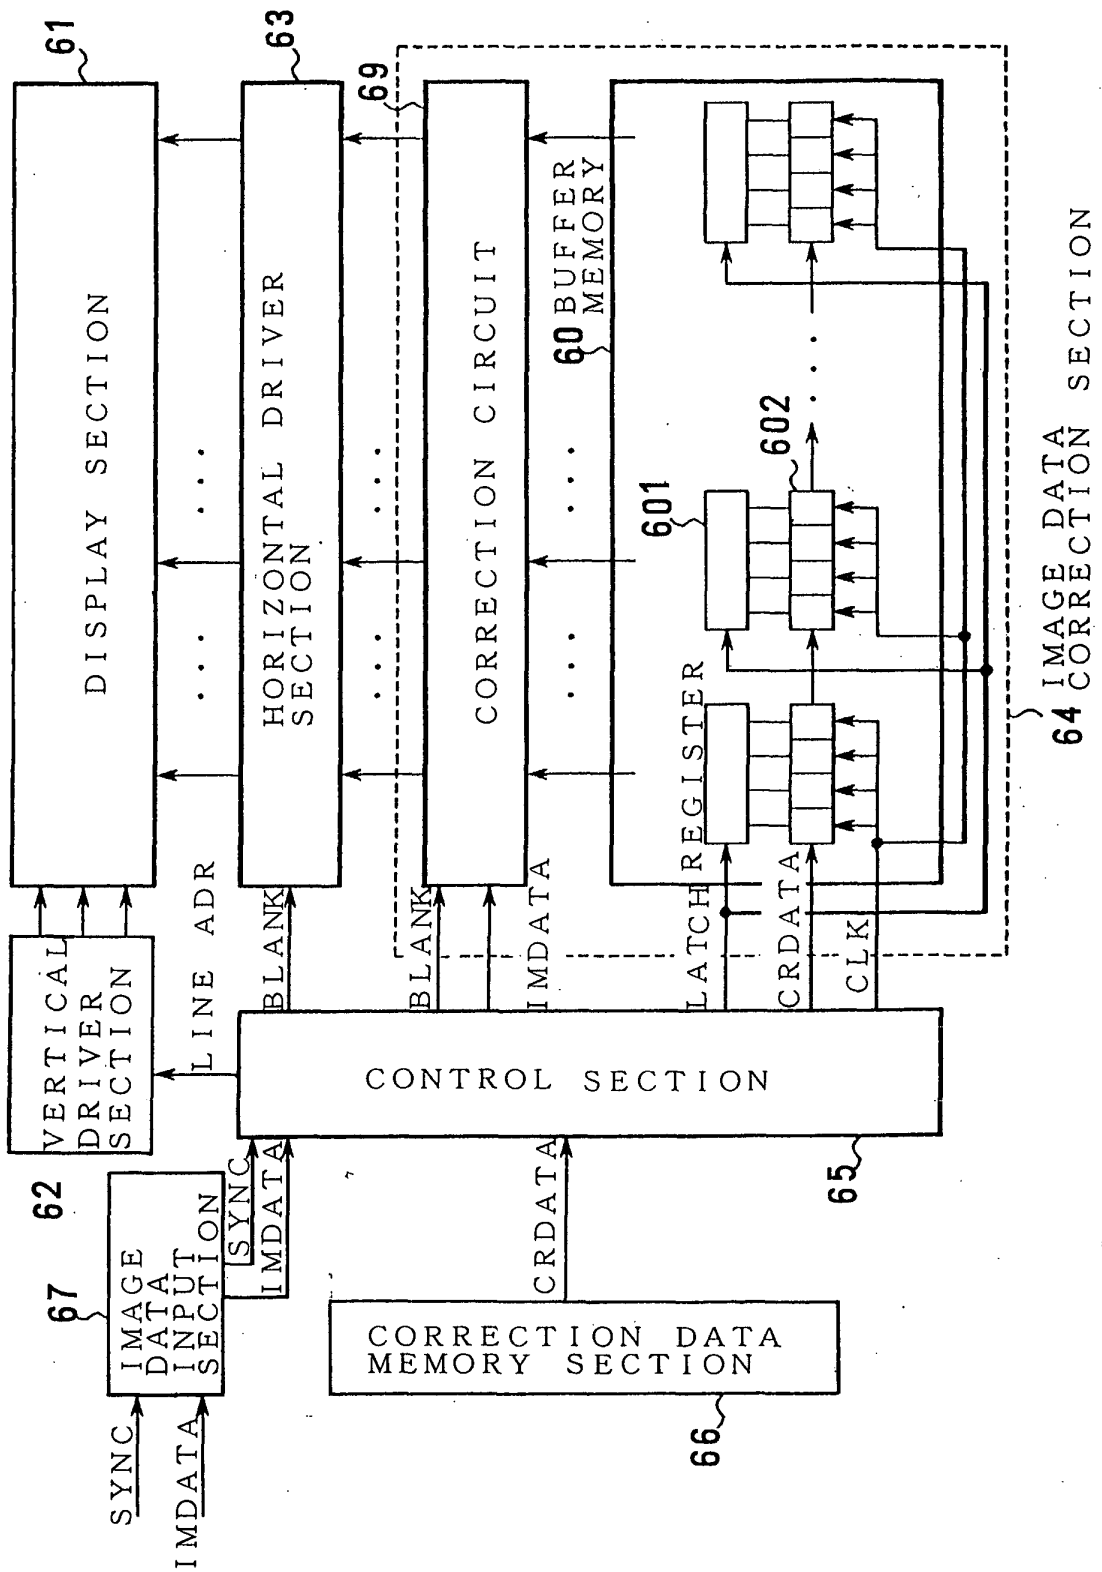 61
DISPLAY SECTION
VERTICAL
DRIVER
SECTION
62
LINE ADR
63
HORIZONTAL DRIVER
SECTION
BLANK
69
CORRECTION CIRCUIT
BLANK
IMDATA
60
BUFFER
MEMORY
601
602
REGISTER
LATCH
CRDATA
CLK
64
IMAGE DATA
CORRECTION SECTION
CONTROL SECTION
65
SYNC
IMDATA
67
IMAGE
DATA
INPUT
SECTION
SYNC
IMDATA
CRDATA
CORRECTION DATA
MEMORY SECTION
66